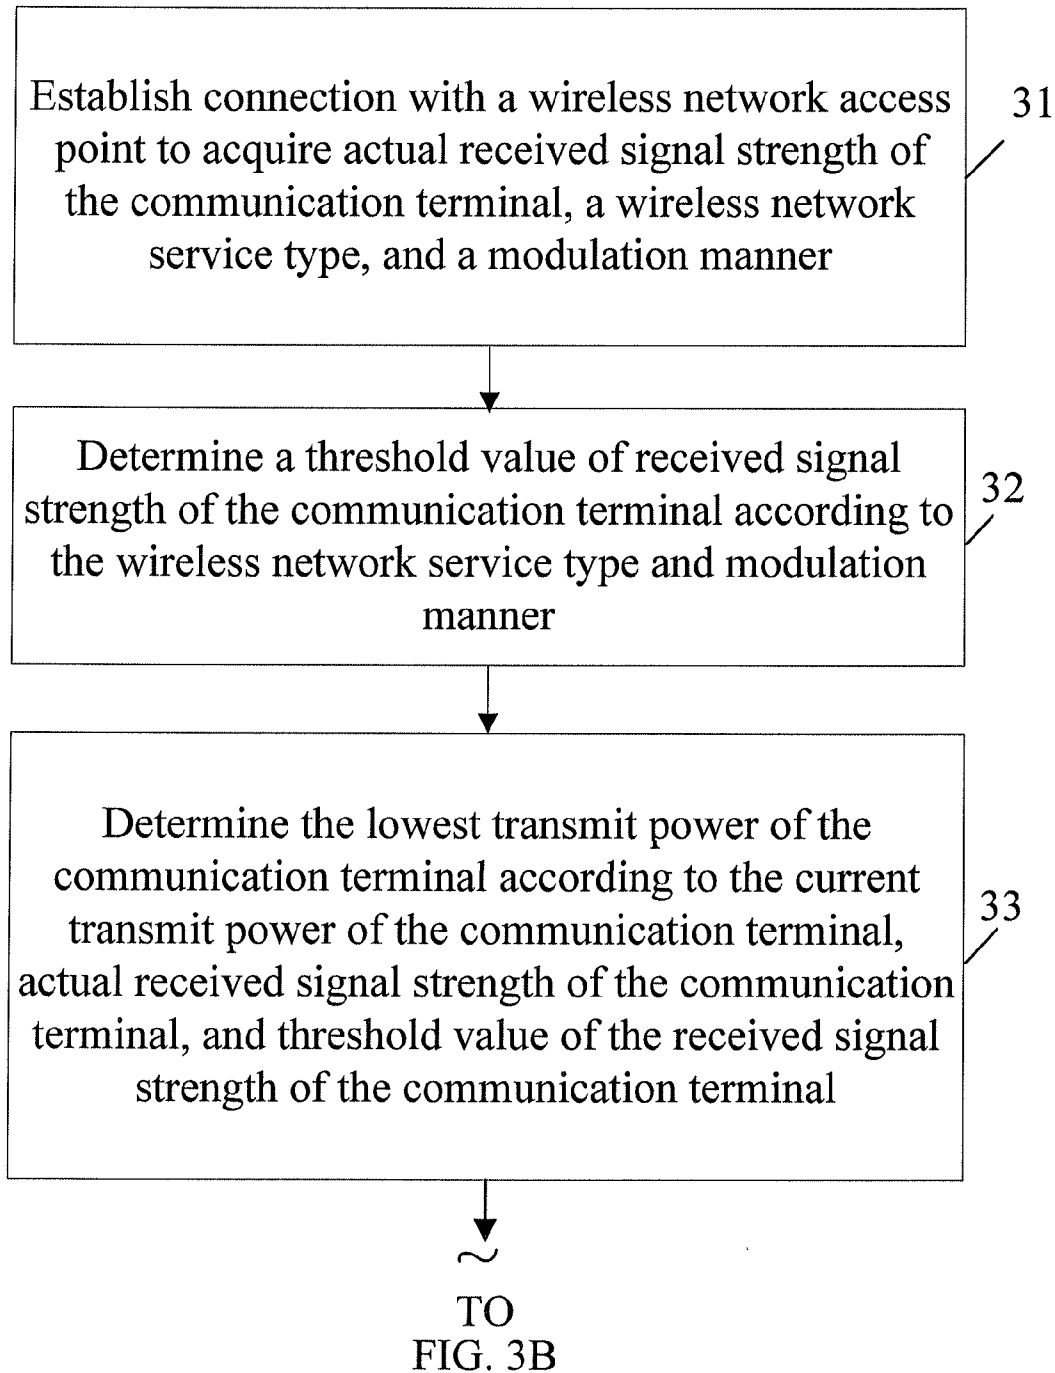 Establish connection with a wireless network access
point to acquire actual received signal strength of
the communication terminal, a wireless network
service type, and a modulation manner
31
Determine a threshold value of received signal
strength of the communication terminal according to
the wireless network service type and modulation
manner
32
Determine the lowest transmit power of the
communication terminal according to the current
transmit power of the communication terminal,
actual received signal strength of the communication
terminal, and threshold value of the received signal
strength of the communication terminal
33
~
TO
FIG. 3B